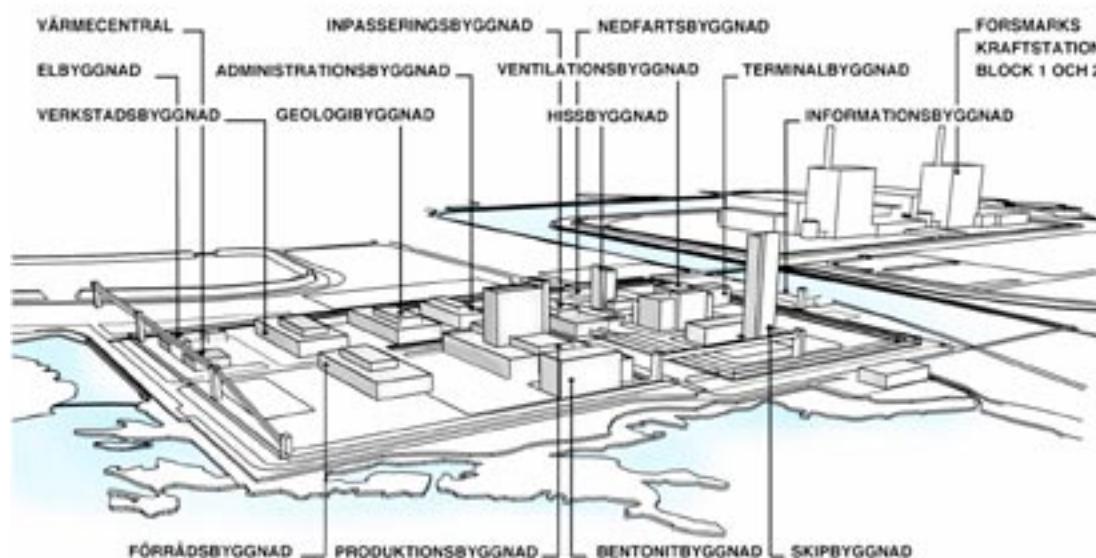 VÄRMECENTRAL
INPASSERINGSBYGGNAD
NEDFARTSBYGGNAD
FORSMARKS
KRAFTSTATION
BLOCK 1 OCH 2
ELBYGGNAD
ADMINISTRATIONSBYGGNAD
VENTILATIONSBYGGNAD
TERMINALBYGGNAD
VERKSTADSBYGGNAD
GEOLOGIBYGGNAD
HISSBYGGNAD
INFORMATIONSBYGGNAD
FÖRRÅDSBYGGNAD
PRODUKTIONSBYGGNAD
BENTONITBYGGNAD
SKIPBYGGNAD